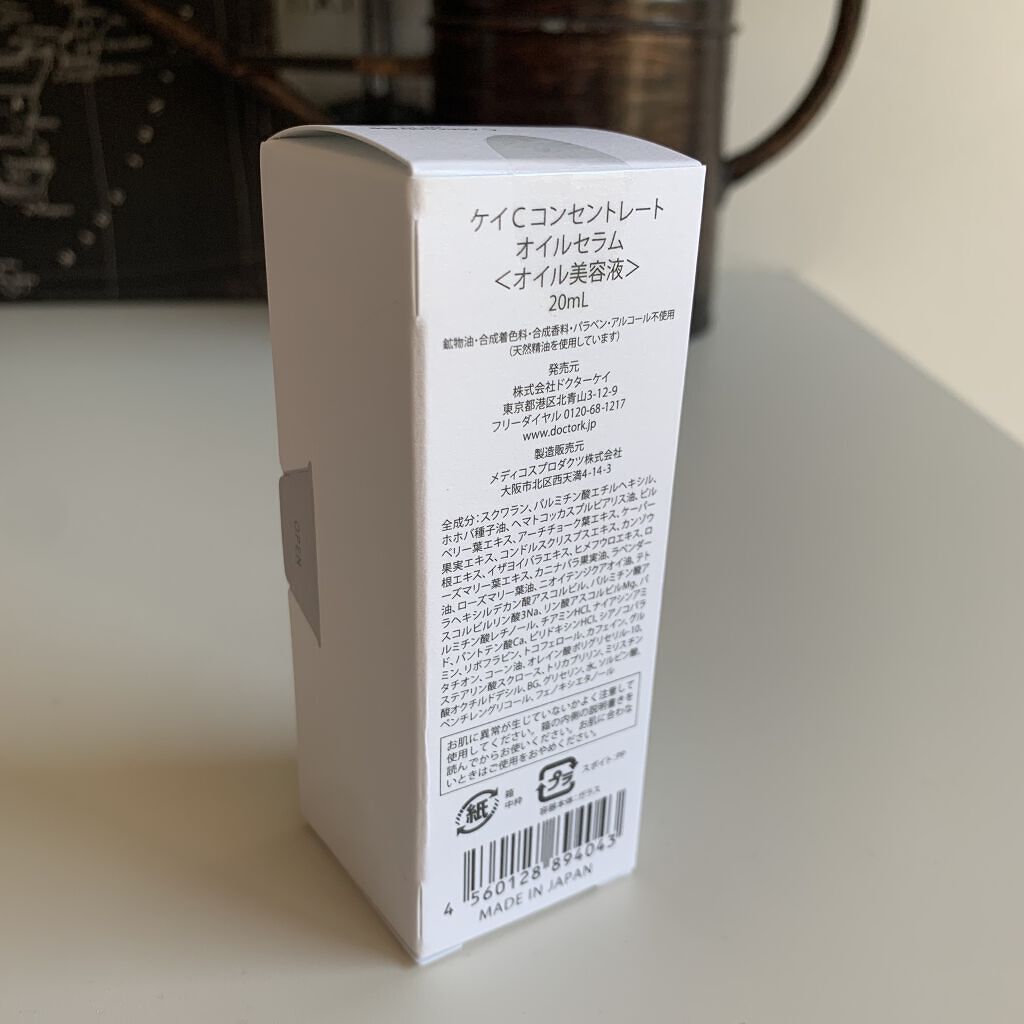 ケイCコンセントレート
オイルセラム
<オイル美容液>
20mL
鉱物油・合成着色料・合成香料・パラベン・アルコール不使用
(天然精油を使用しています)
発売元
株式会社ドクターケイ
東京都港区北青山3-12-9
フリーダイヤル 0120-68-1217
www.doctork.jp
製造販売元
メディコスプロダクツ株式会社
大阪市北区西天満4-14-3
全成分：スクワラン、パルミチン酸エチルヘキシル、
ホホバ種子油、ヘマトコッカスプルビアリス油、ビル
ベリー葉エキス、アーチチョーク葉エキス、ケーパー
果実エキス、コンドルスクリスプスエキス、カンゾウ
根エキス、イザヨイバラエキス、ヒメフウロエキス、ロ
ーズマリー葉エキス、カニナバラ果実油、ラベンダー
油、ローズマリー葉油、ニオイテンジクアオイ油、テト
ラヘキシルデカン酸アスコルビル、パルミチン酸ア
スコルビルリン酸3Na、リン酸アスコルビルMg、パ
ルミチン酸レチノール、チアミンHCl、ナイアシンアミ
ド、パントテン酸Ca、ピリドキシンHCl、シアノコバラ
ミン、リボフラビン、トコフェロール、カフェイン、グル
タチオン、コーン油、オレイン酸ポリグリセリル-10、
ステアリン酸スクロース、トリカプリリン、ミリスチン
酸オクチルドデシル、BG、グリセリン、水、ソルビン酸、
ペンチレングリコール、フェノキシエタノール
お肌に異常が生じていないかよく注意して
使用してください。箱の内側の説明書きを
読んでからお使いください。お肌に合わな
いときはご使用をおやめください。
紙
箱
中枠
プラ
スポイト:PP
容器本体:ガラス
4 560128 894043
MADE IN JAPAN
OPEN